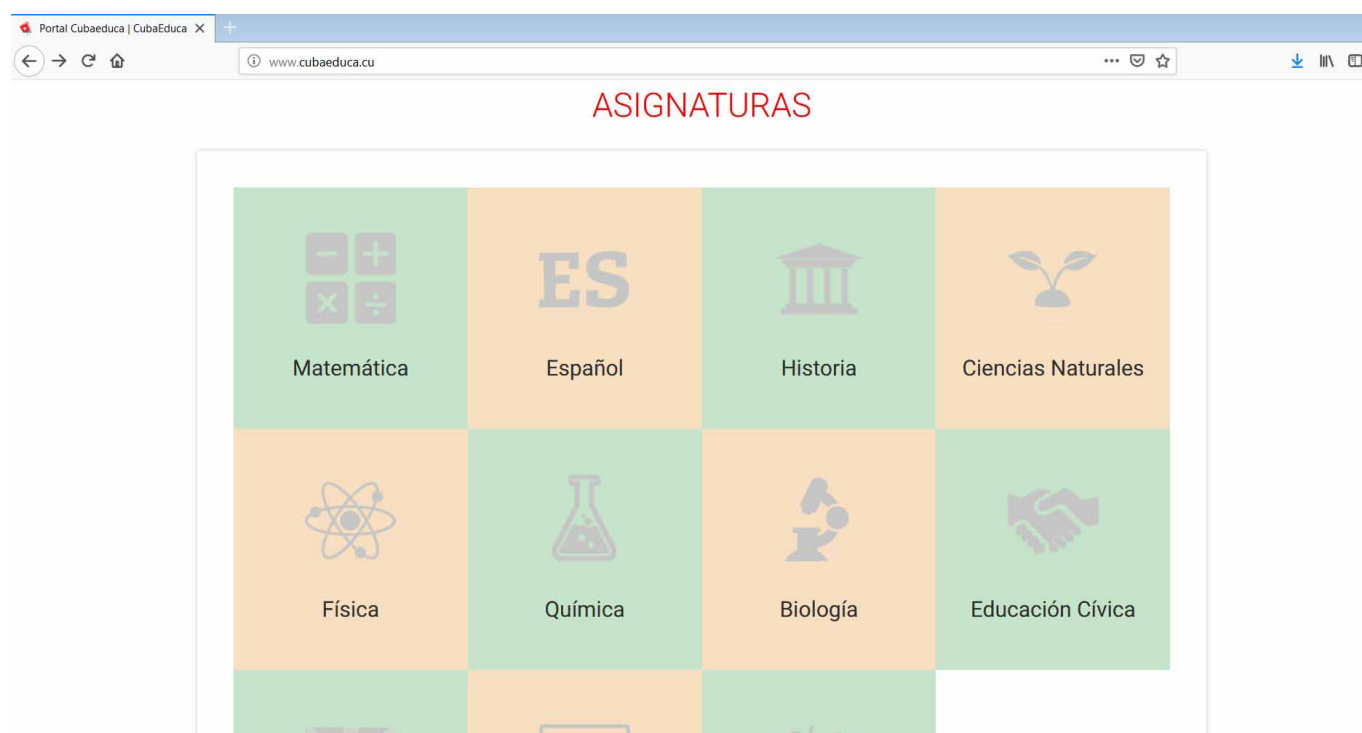 Portal Cubaeduca | CubaEduca
www.cubaeduca.cu
ASIGNATURAS
ES
Matemática Español Historia Ciencias Naturales
Física Química Biología Educación Cívica